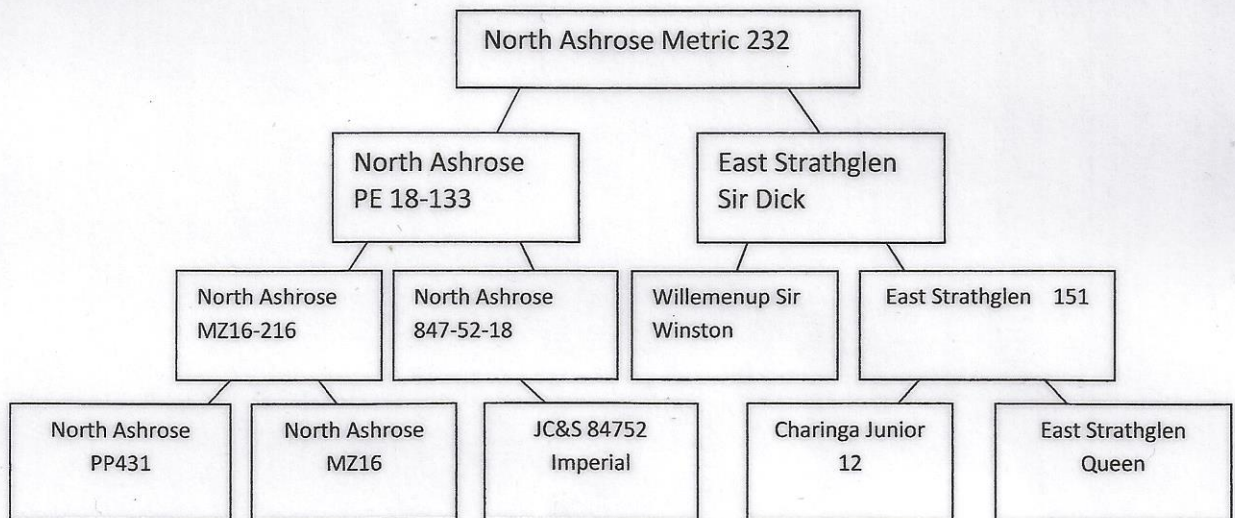 North Ashrose Metric 232
North Ashrose
PE 18-133
East Strathglen
Sir Dick
North Ashrose
MZ16-216
North Ashrose
847-52-18
Willemenup Sir
Winston
East Strathglen 151
North Ashrose
PP431
North Ashrose
MZ16
JC&S 84752
Imperial
Charinga Junior
12
East Strathglen
Queen